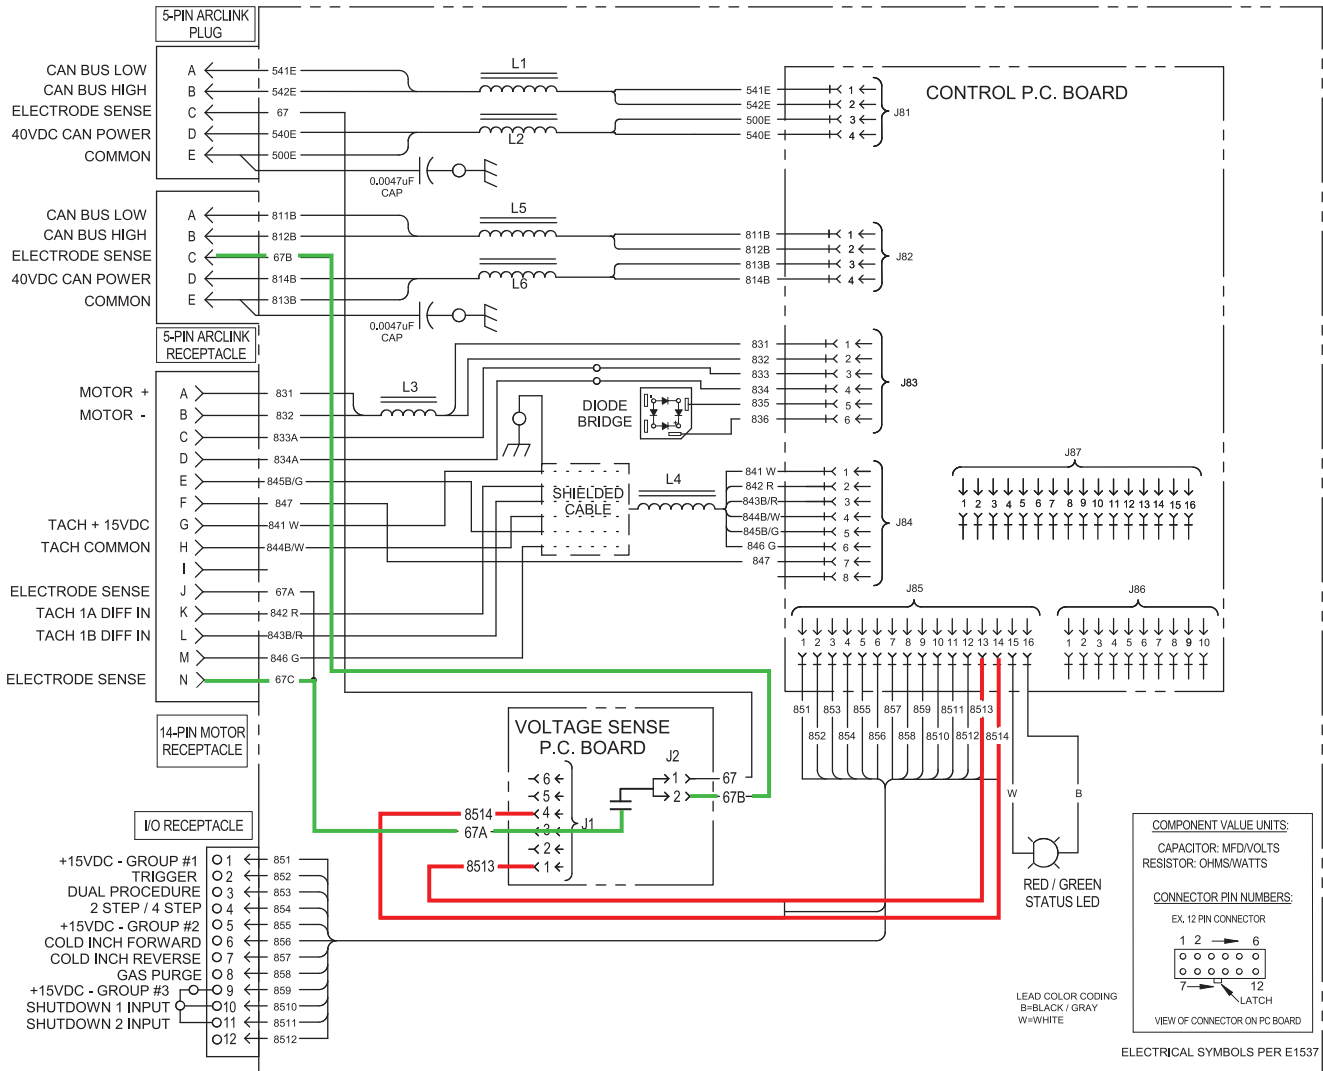 5-PIN ARCLINK
PLUG
CAN BUS LOW A 541E
CAN BUS HIGH B 542E
ELECTRODE SENSE C 67
40VDC CAN POWER D 540E
COMMON E 500E
L1
L2
0.0047uF
CAP
541E 1
542E 2
500E 3
540E 4
J81
CONTROL P.C. BOARD
CAN BUS LOW A 811B
CAN BUS HIGH B 812B
ELECTRODE SENSE C 67B
40VDC CAN POWER D 814B
COMMON E 813B
L5
L6
0.0047uF
CAP
811B 1
812B 2
813B 3
814B 4
J82
5-PIN ARCLINK
RECEPTACLE
MOTOR + A 831
MOTOR - B 832
C 833A
D 834A
E 845B/G
F 847
TACH + 15VDC G 841 W
TACH COMMON H 844B/W
I
ELECTRODE SENSE J 67A
TACH 1A DIFF IN K 842 R
TACH 1B DIFF IN L 843B/R
M 846 G
ELECTRODE SENSE N 67C
14-PIN MOTOR
RECEPTACLE
L3
DIODE
BRIDGE
831 1
832 2
833 3
834 4
835 5
836 6
J83
SHIELDED
CABLE
L4
841 W 1
842 R 2
843B/R 3
844B/W 4
845B/G 5
846 G 6
847 7
8
J84
J87
1 2 3 4 5 6 7 8 9 10 11 12 13 14 15 16
J85
1 2 3 4 5 6 7 8 9 10 11 12 13 14 15 16
J86
1 2 3 4 5 6 7 8 9 10
851 853 855 857 859 8511 8513
852 854 856 858 8510 8512 8514
VOLTAGE SENSE
P.C. BOARD
J2
1 67
2 67B
6
5
8514 4
67A 3
2
8513 1
J1
W B
RED / GREEN
STATUS LED
I/O RECEPTACLE
+15VDC - GROUP #1 1 851
TRIGGER 2 852
DUAL PROCEDURE 3 853
2 STEP / 4 STEP 4 854
+15VDC - GROUP #2 5 855
COLD INCH FORWARD 6 856
COLD INCH REVERSE 7 857
GAS PURGE 8 858
+15VDC - GROUP #3 9 859
SHUTDOWN 1 INPUT 10 8510
SHUTDOWN 2 INPUT 11 8511
12 8512
LEAD COLOR CODING
B=BLACK / GRAY
W=WHITE
COMPONENT VALUE UNITS:
CAPACITOR: MFD/VOLTS
RESISTOR: OHMS/WATTS
CONNECTOR PIN NUMBERS:
EX. 12 PIN CONNECTOR
1 2 6
7 12
LATCH
VIEW OF CONNECTOR ON PC BOARD
ELECTRICAL SYMBOLS PER E1537